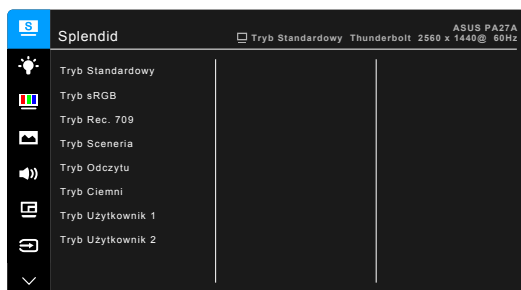 S
Splendid
ASUS PA27A
Tryb Standardowy Thunderbolt 2560 x 1440@ 60Hz
Tryb Standardowy
Tryb sRGB
Tryb Rec. 709
Tryb Sceneria
Tryb Odczytu
Tryb Ciemni
Tryb Użytkownik 1
Tryb Użytkownik 2